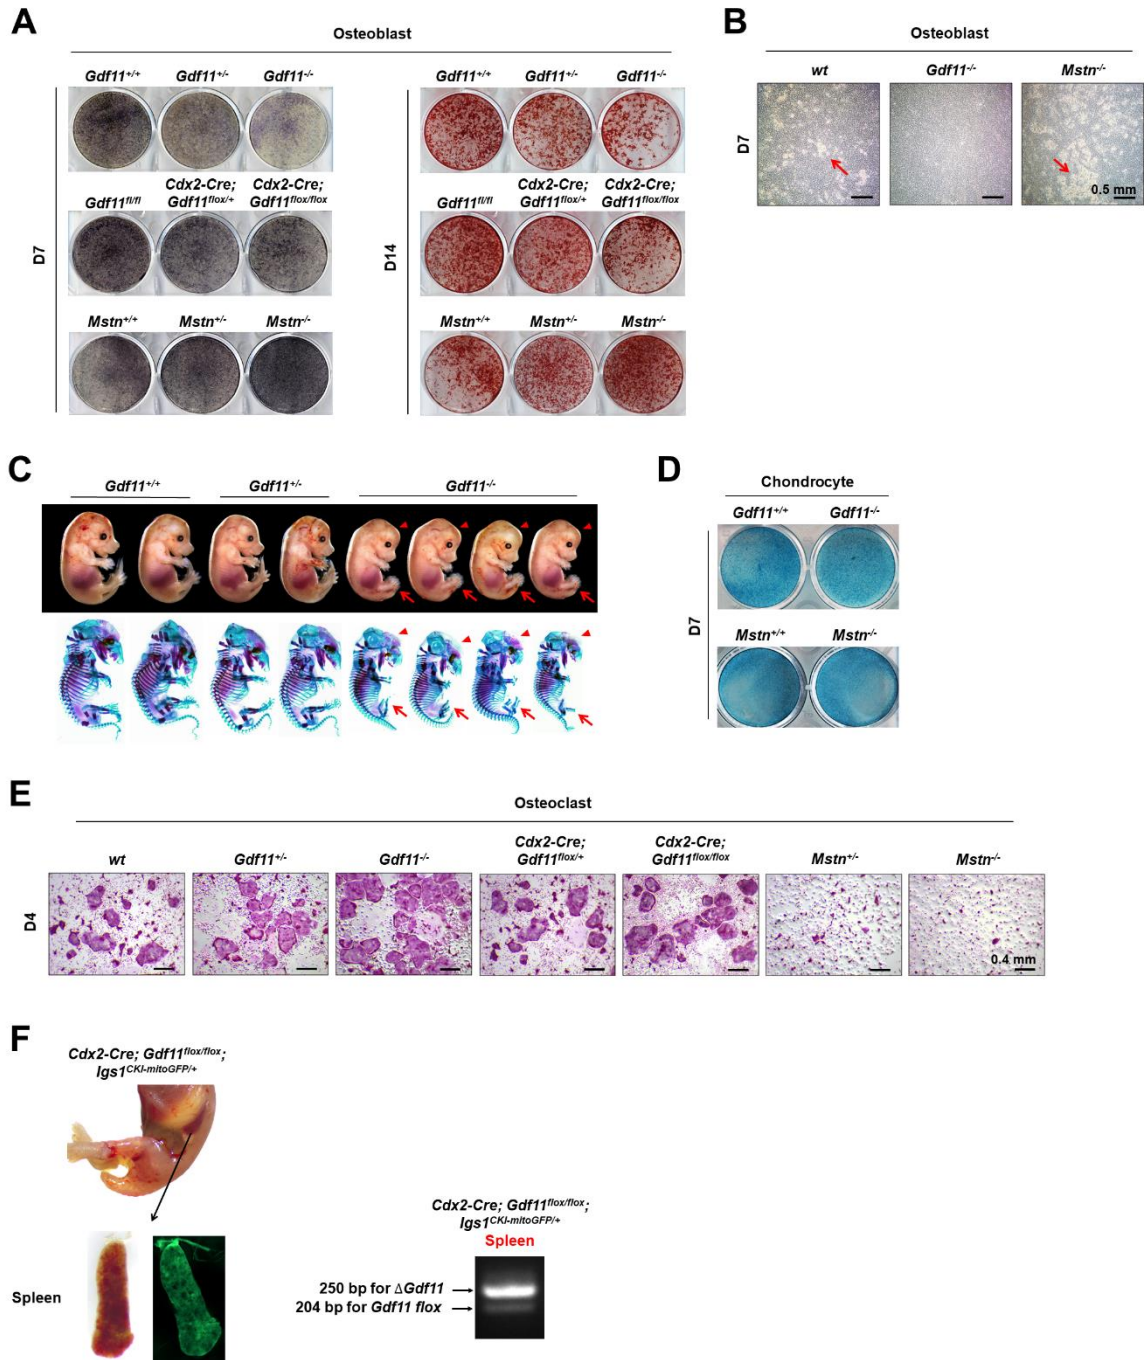 A
Osteoblast
Gdf11+/+ Gdf11+/- Gdf11-/-
Gdf11+/+ Gdf11+/- Gdf11-/-
D7
Gdf11fl/fl
Cdx2-Cre;
Gdf11flox/+
Cdx2-Cre;
Gdf11flox/flox
D14
Gdf11fl/fl
Cdx2-Cre;
Gdf11flox/+
Cdx2-Cre;
Gdf11flox/flox
Mstn+/+ Mstn+/- Mstn-/-
Mstn+/+ Mstn+/- Mstn-/-
B
Osteoblast
wt Gdf11-/- Mstn-/-
D7
0.5 mm
C
Gdf11+/+ Gdf11+/- Gdf11-/-
D
Chondrocyte
Gdf11+/+ Gdf11-/-
D7
Mstn+/+ Mstn-/-
E
Osteoclast
wt
Gdf11+/-
Gdf11-/-
Cdx2-Cre;
Gdf11flox/+
Cdx2-Cre;
Gdf11flox/flox
Mstn+/-
Mstn-/-
D4
0.4 mm
F
Cdx2-Cre; Gdf11flox/flox;
Igs1CKI-mitoGFP/+
Spleen
Cdx2-Cre; Gdf11flox/flox;
Igs1CKI-mitoGFP/+
Spleen
250 bp for ΔGdf11
204 bp for Gdf11 flox